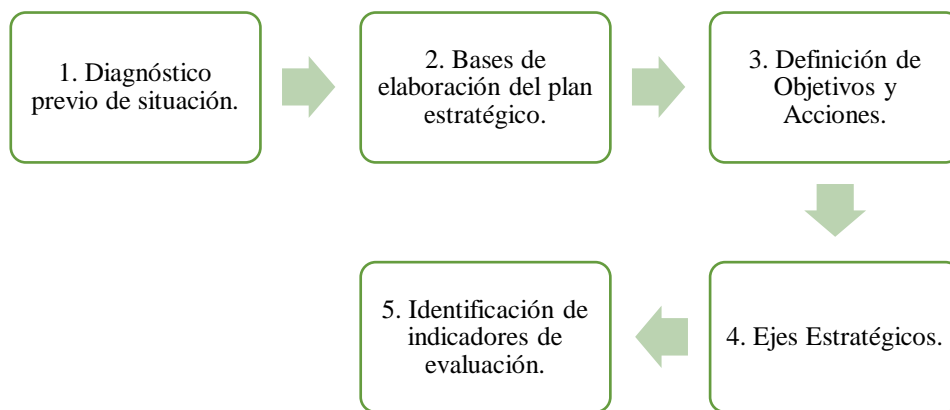 1. Diagnóstico
previo de situación.
2. Bases de
elaboración del plan
estratégico.
3. Definición de
Objetivos y
Acciones.
4. Ejes Estratégicos.
5. Identificación de
indicadores de
evaluación.